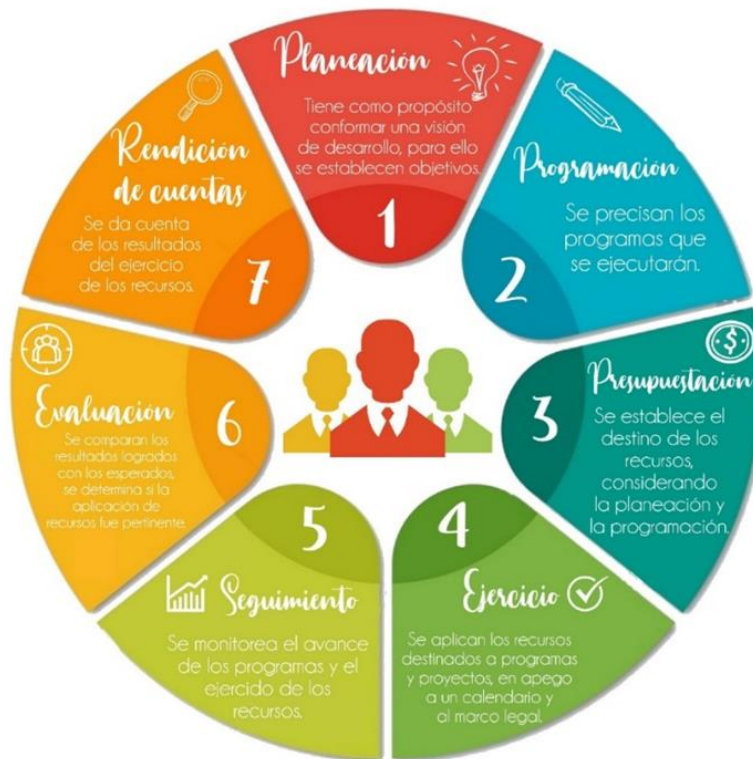 Planeación
Tiene como propósito
conformar una visión
de desarrollo, para ello
se establecen objetivos.
1
Programación
Se precisan los
programas que
se ejecutarán.
2
Presupuestación
Se establece el
destino de los
recursos,
considerando
la planeación y
la programación.
3
4
Ejercicio
Se aplican los recursos
destinados a programas
y proyectos, en apego
a un calendario y
al marco legal.
5
Seguimiento
Se monitorea el avance
de los programas y el
ejercido de los
recursos.
6
Evaluación
Se comparan los
resultados logrados
con los esperados,
se determina si la
aplicación de
recursos fue pertinente.
7
Rendición
de cuentas
Se da cuenta
de los resultados
del ejercicio
de los recursos.
$